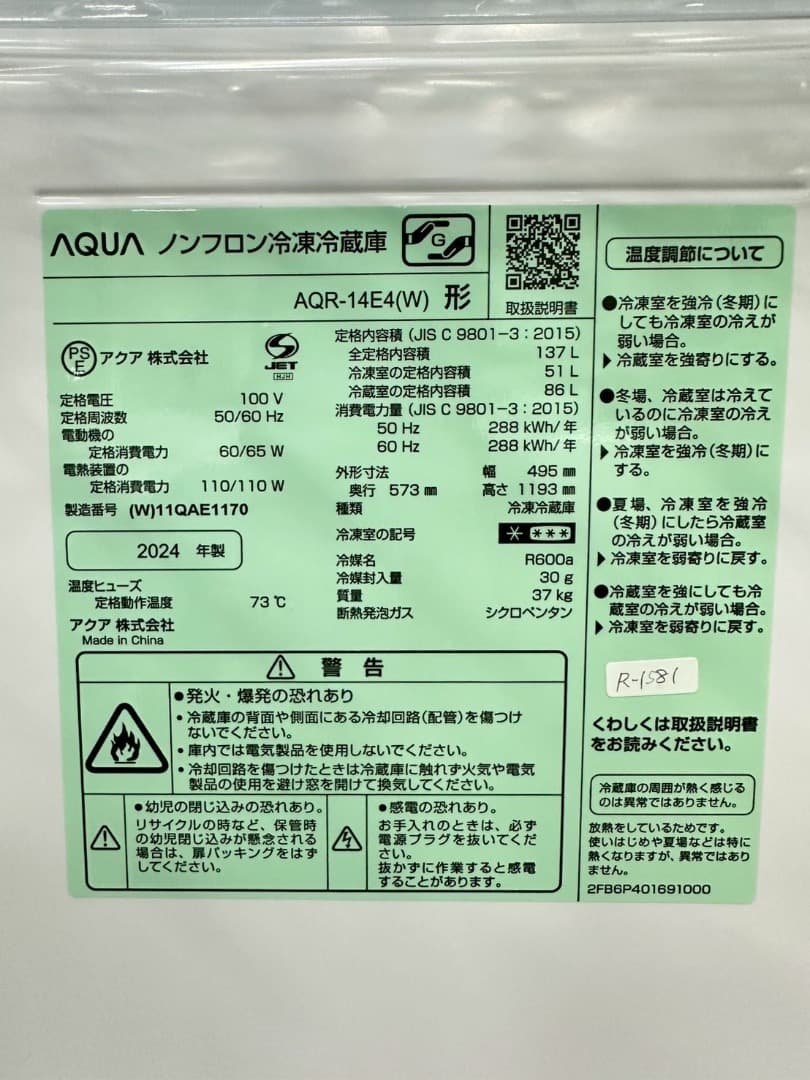 AQUA ノンフロン冷凍冷蔵庫
G
AQR-14E4(W) 形
取扱説明書
PS
E
アクア 株式会社
JET
定格電圧 100 V
定格周波数 50/60 Hz
電動機の
定格消費電力 60/65 W
電熱装置の
定格消費電力 110/110 W
製造番号 (W)11QAE1170
2024 年製
温度ヒューズ
定格動作温度 73 ℃
アクア 株式会社
Made in China
定格内容積 (JIS C 9801-3 : 2015)
全定格内容積 137 L
冷凍室の定格内容積 51 L
冷蔵室の定格内容積 86 L
消費電力量 (JIS C 9801-3 : 2015)
50 Hz 288 kWh/年
60 Hz 288 kWh/年
外形寸法 幅 495 ㎜
奥行 573 ㎜ 高さ 1193 ㎜
種類 冷凍冷蔵庫
冷凍室の記号
冷媒名 R600a
冷媒封入量 30 g
質量 37 kg
断熱発泡ガス シクロペンタン
警 告
●発火・爆発の恐れあり
・冷蔵庫の背面や側面にある冷却回路(配管)を傷つけ
ないでください。
・庫内では電気製品を使用しないでください。
・冷却回路を傷つけたときは冷蔵庫に触れず火気や電気
製品の使用を避け窓を開けて換気してください。
●幼児の閉じ込みの恐れあり。
リサイクルの時など、保管時
の幼児閉じ込みが懸念される
場合は、扉パッキングをはず
してください。
●感電の恐れあり。
お手入れのときは、必ず
電源プラグを抜いてくだ
さい。
抜かずに作業すると感電
することがあります。
温度調節について
●冷凍室を強冷(冬期)に
しても冷凍室の冷えが
弱い場合。
▶冷蔵室を強寄りにする。
●冬場、冷蔵室は冷えて
いるのに冷凍室の冷え
が弱い場合。
▶冷凍室を強冷(冬期)に
する。
●夏場、冷凍室を強冷
(冬期)にしたら冷蔵室
の冷えが弱い場合。
▶冷凍室を弱寄りに戻す。
●冷蔵室を強にしても冷
蔵室の冷えが弱い場合。
▶冷凍室を弱寄りに戻す。
R-1581
くわしくは取扱説明書
をお読みください。
冷蔵庫の周囲が熱く感じる
のは異常ではありません。
放熱をしているためです。
使いはじめや夏場などは特に
熱くなりますが、異常ではあり
ません。
2FB6P401691000